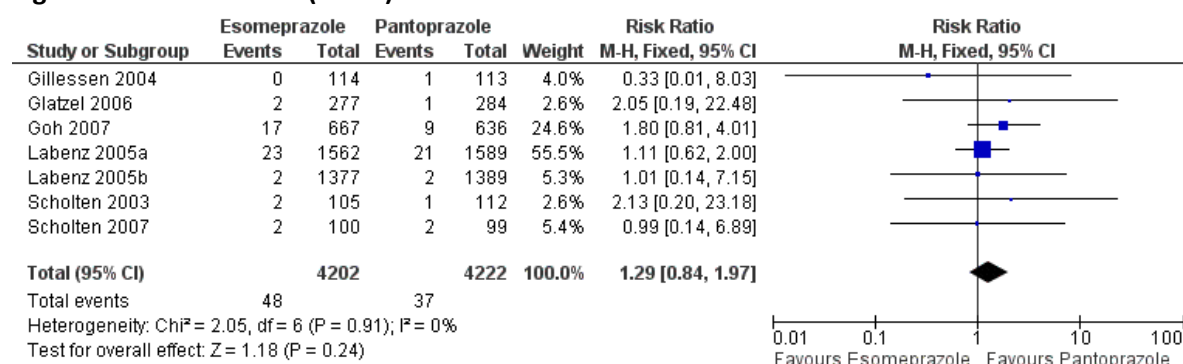 Esomeprazole Pantoprazole Risk Ratio Risk Ratio
Study or Subgroup Events Total Events Total Weight M-H, Fixed, 95% CI M-H, Fixed, 95% CI
Gillessen 2004 0 114 1 113 4.0% 0.33 [0.01, 8.03]
Glatzel 2006 2 277 1 284 2.6% 2.05 [0.19, 22.48]
Goh 2007 17 667 9 636 24.6% 1.80 [0.81, 4.01]
Labenz 2005a 23 1562 21 1589 55.5% 1.11 [0.62, 2.00]
Labenz 2005b 2 1377 2 1389 5.3% 1.01 [0.14, 7.15]
Scholten 2003 2 105 1 112 2.6% 2.13 [0.20, 23.18]
Scholten 2007 2 100 2 99 5.4% 0.99 [0.14, 6.89]
Total (95% CI) 4202 4222 100.0% 1.29 [0.84, 1.97]
Total events 48 37
Heterogeneity: Chi² = 2.05, df = 6 (P = 0.91); I² = 0%
Test for overall effect: Z = 1.18 (P = 0.24)
0.01 0.1 1 10 100
Favours Esomeprazole Favours Pantoprazole